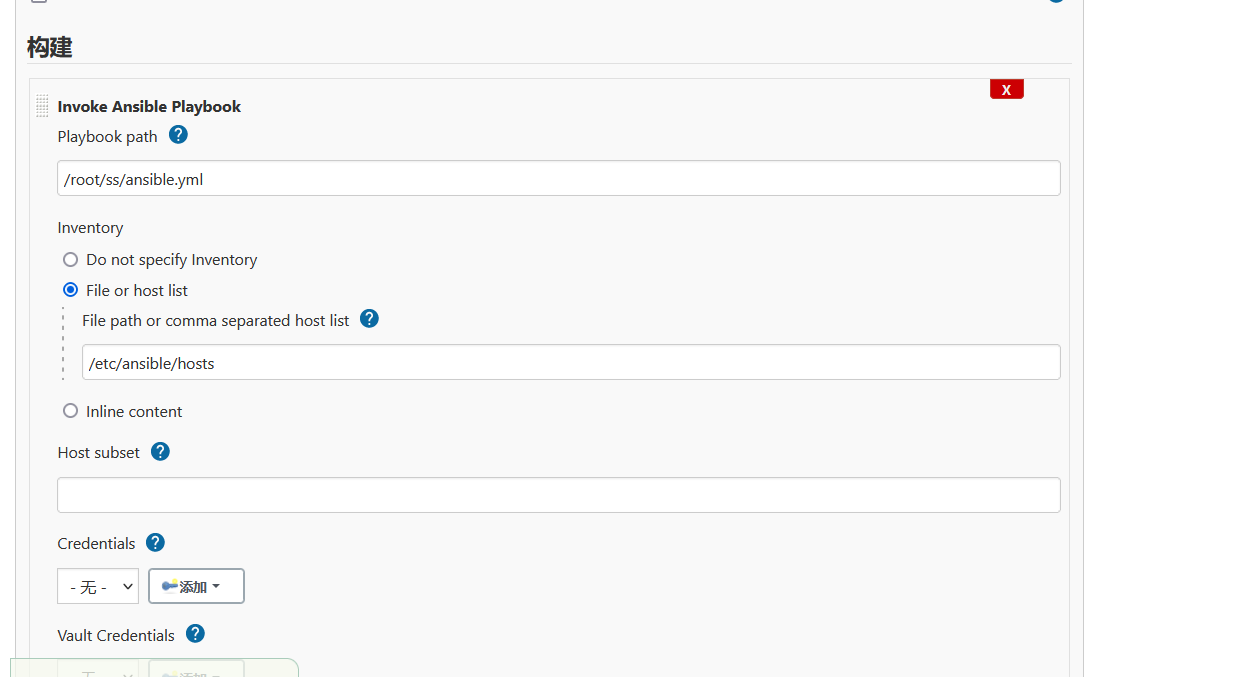 构建
X
Invoke Ansible Playbook
Playbook path ?
/root/ss/ansible.yml
Inventory
Do not specify Inventory
File or host list
File path or comma separated host list ?
/etc/ansible/hosts
Inline content
Host subset ?
Credentials ?
- 无 - 添加
Vault Credentials ?